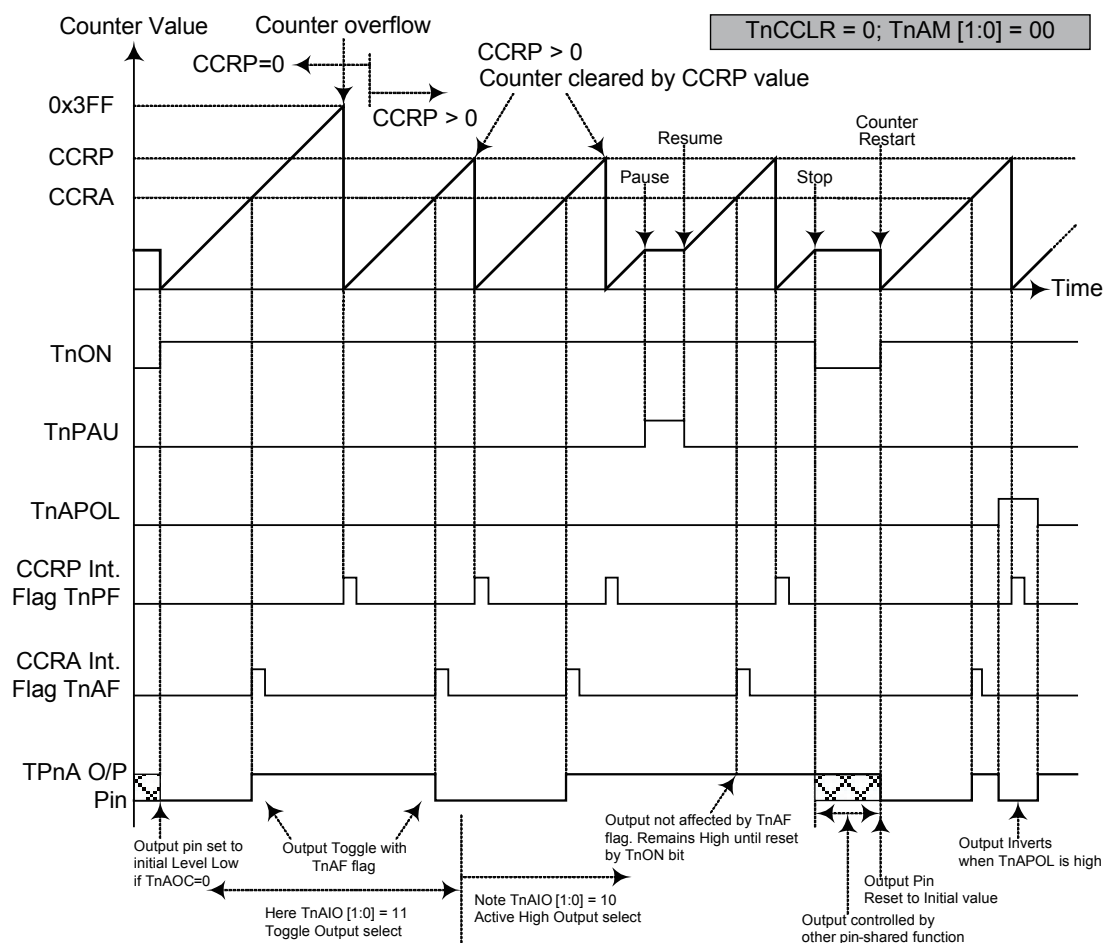 Counter Value
Counter overflow
TnCCLR = 0; TnAM [1:0] = 00
CCRP=0
CCRP > 0
CCRP > 0
Counter cleared by CCRP value
0x3FF
CCRP
CCRA
Pause
Resume
Stop
Counter
Restart
Time
TnON
TnPAU
TnAPOL
CCRP Int.
Flag TnPF
CCRA Int.
Flag TnAF
TPnA O/P
Pin
Output pin set to
initial Level Low
if TnAOC=0
Output Toggle with
TnAF flag
Here TnAIO [1:0] = 11
Toggle Output select
Note TnAIO [1:0] = 10
Active High Output select
Output not affected by TnAF
flag. Remains High until reset
by TnON bit
Output controlled by
other pin-shared function
Output Pin
Reset to Initial value
Output Inverts
when TnAPOL is high